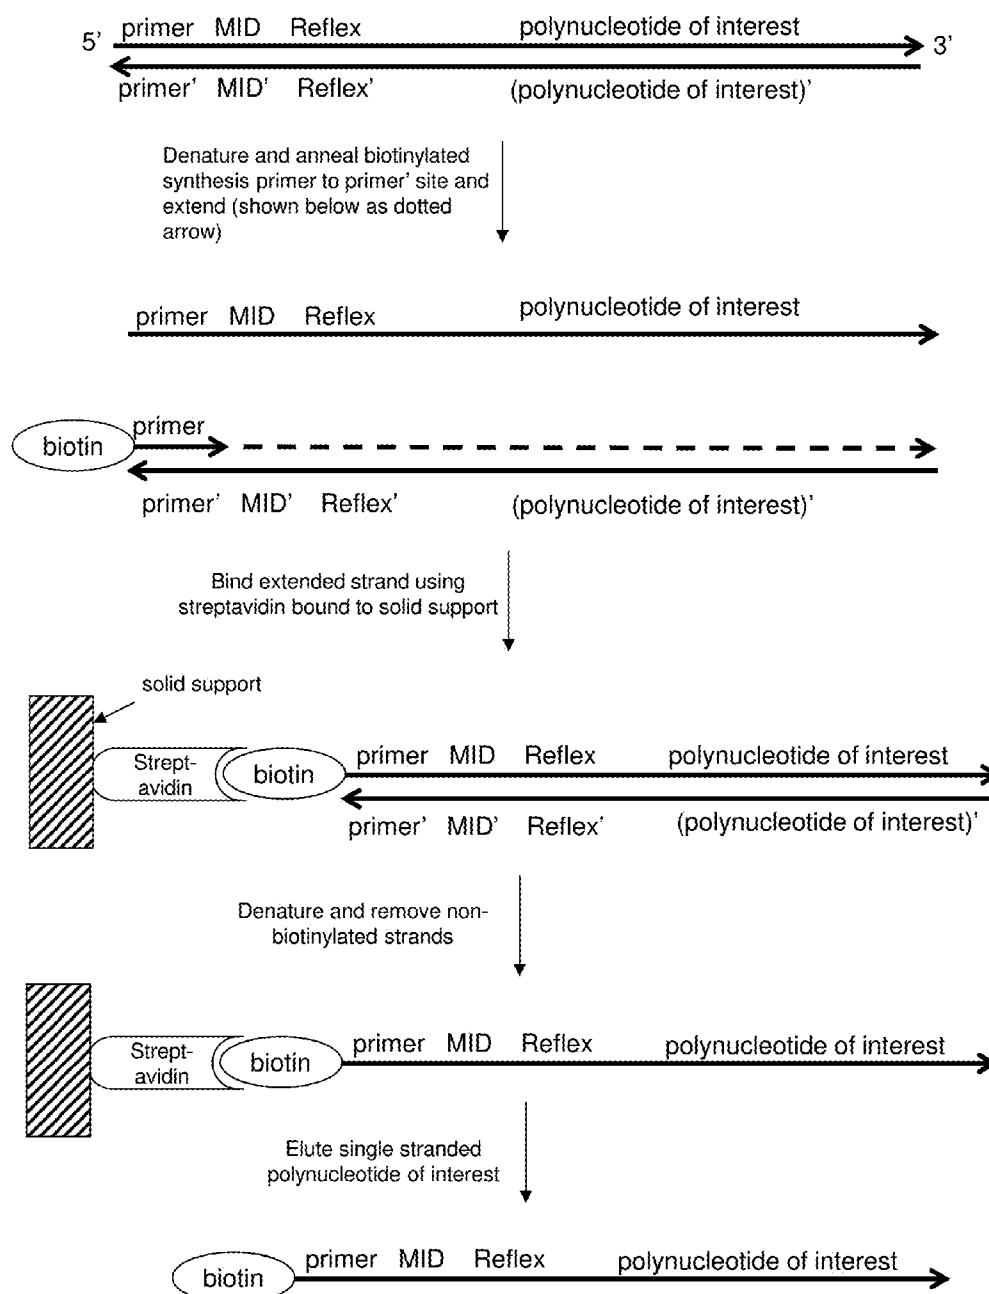 primer MID Reflex polynucleotide of interest
5’ 3’
primer’ MID’ Reflex’ (polynucleotide of interest)’
Denature and anneal biotinylated
synthesis primer to primer’ site and
extend (shown below as dotted
arrow)
primer MID Reflex polynucleotide of interest
primer
biotin
primer’ MID’ Reflex’ (polynucleotide of interest)’
Bind extended strand using
streptavidin bound to solid support
solid support
primer MID Reflex polynucleotide of interest
Strept-
avidin
biotin
primer’ MID’ Reflex’ (polynucleotide of interest)’
Denature and remove non-
biotinylated strands
primer MID Reflex polynucleotide of interest
Strept-
avidin
biotin
Elute single stranded
polynucleotide of interest
primer MID Reflex polynucleotide of interest
biotin